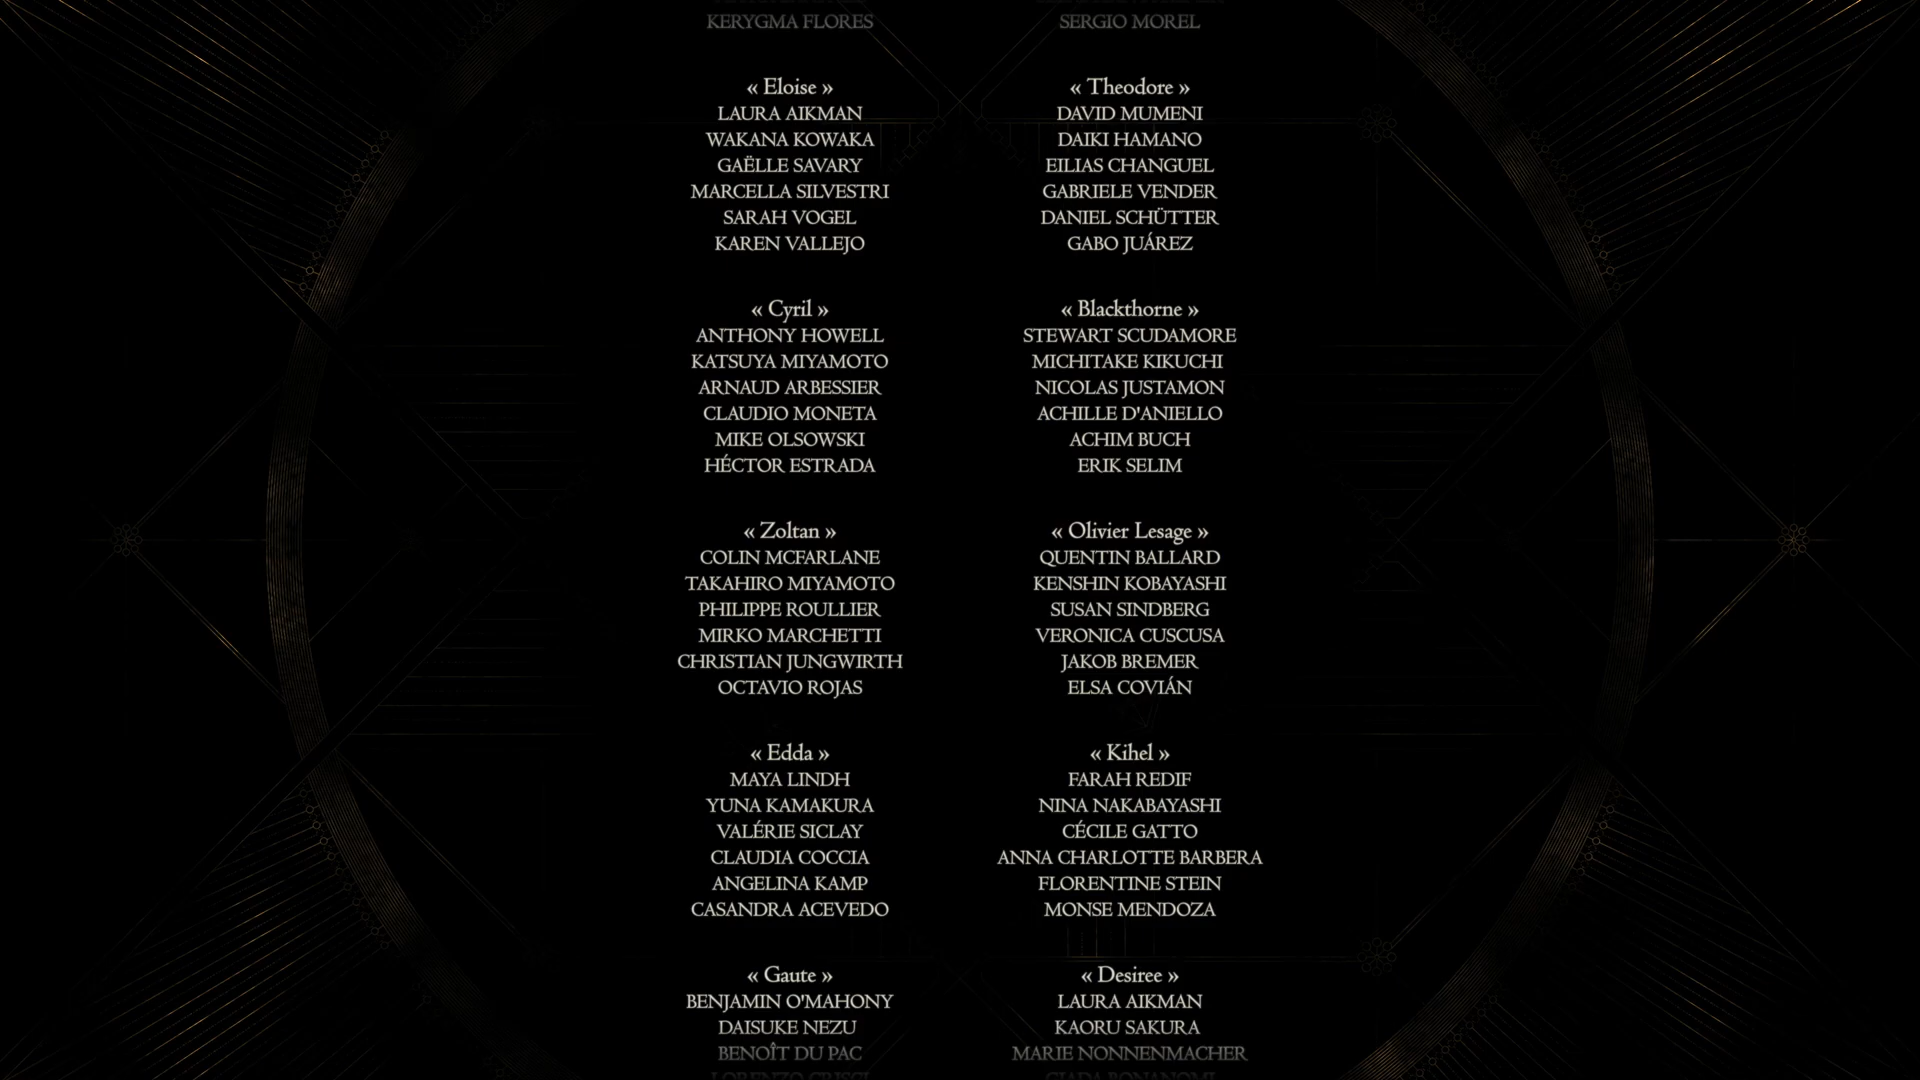 KERYGMA FLORES
SERGIO MOREL
« Eloise »
LAURA AIKMAN
WAKANA KOWAKA
GAËLLE SAVARY
MARCELLA SILVESTRI
SARAH VOGEL
KAREN VALLEJO
« Theodore »
DAVID MUMENI
DAIKI HAMANO
EILIAS CHANGUEL
GABRIELE VENDER
DANIEL SCHÜTTER
GABO JUÁREZ
« Cyril »
ANTHONY HOWELL
KATSUYA MIYAMOTO
ARNAUD ARBESSIER
CLAUDIO MONETA
MIKE OLSOWSKI
HÉCTOR ESTRADA
« Blackthorne »
STEWART SCUDAMORE
MICHITAKE KIKUCHI
NICOLAS JUSTAMON
ACHILLE D'ANIELLO
ACHIM BUCH
ERIK SELIM
« Zoltan »
COLIN MCFARLANE
TAKAHIRO MIYAMOTO
PHILIPPE ROULLIER
MIRKO MARCHETTI
CHRISTIAN JUNGWIRTH
OCTAVIO ROJAS
« Olivier Lesage »
QUENTIN BALLARD
KENSHIN KOBAYASHI
SUSAN SINDBERG
VERONICA CUSCUSA
JAKOB BREMER
ELSA COVIÁN
« Edda »
MAYA LINDH
YUNA KAMAKURA
VALÉRIE SICLAY
CLAUDIA COCCIA
ANGELINA KAMP
CASANDRA ACEVEDO
« Kihel »
FARAH REDIF
NINA NAKABAYASHI
CÉCILE GATTO
ANNA CHARLOTTE BARBERA
FLORENTINE STEIN
MONSE MENDOZA
« Gaute »
BENJAMIN O'MAHONY
DAISUKE NEZU
BENOÎT DU PAC
LORENZO CRISCI
« Desiree »
LAURA AIKMAN
KAORU SAKURA
MARIE NONNENMACHER
GIADA BONANOMI